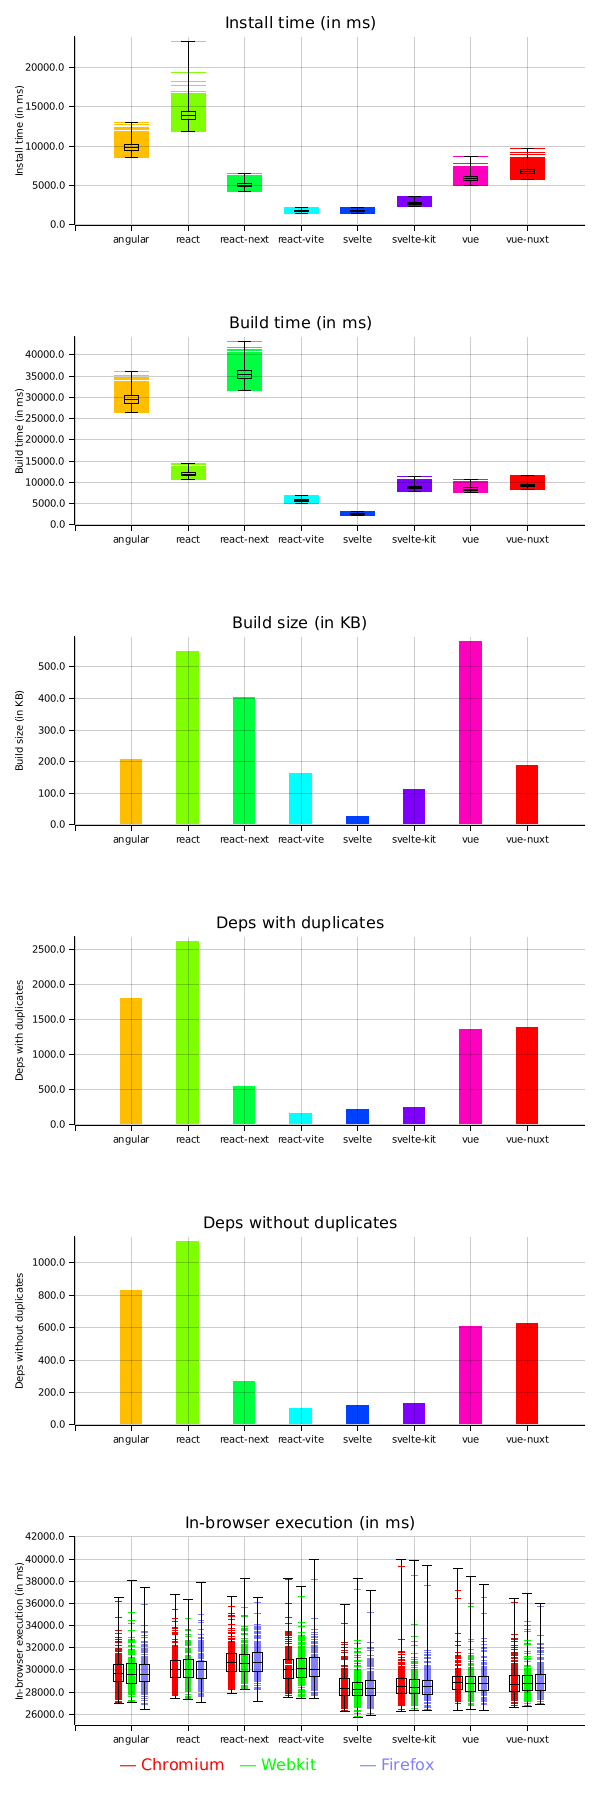 Install time (in ms)
Install time (in ms)
20000.0
15000.0
10000.0
5000.0
0.0
angular react react-next react-vite svelte svelte-kit vue vue-nuxt
Build time (in ms)
Build time (in ms)
40000.0
35000.0
30000.0
25000.0
20000.0
15000.0
10000.0
5000.0
0.0
angular react react-next react-vite svelte svelte-kit vue vue-nuxt
Build size (in KB)
Build size (in KB)
500.0
400.0
300.0
200.0
100.0
0.0
angular react react-next react-vite svelte svelte-kit vue vue-nuxt
Deps with duplicates
Deps with duplicates
2500.0
2000.0
1500.0
1000.0
500.0
0.0
angular react react-next react-vite svelte svelte-kit vue vue-nuxt
Deps without duplicates
Deps without duplicates
1000.0
800.0
600.0
400.0
200.0
0.0
angular react react-next react-vite svelte svelte-kit vue vue-nuxt
In-browser execution (in ms)
In-browser execution (in ms)
42000.0
40000.0
38000.0
36000.0
34000.0
32000.0
30000.0
28000.0
26000.0
angular react react-next react-vite svelte svelte-kit vue vue-nuxt
— Chromium — Webkit — Firefox